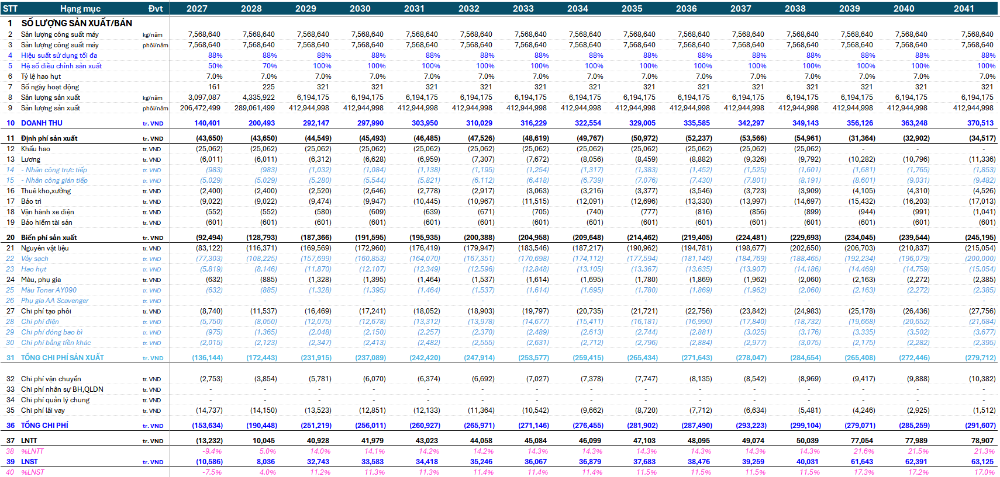 STT Hạng mục Đvt 2027 2028 2029 2030 2031 2032 2033 2034 2035 2036 2037 2038 2039 2040 2041
1 SỐ LƯỢNG SẢN XUẤT/BÁN
2 Sản lượng công suất máy kg/năm 7,568,640 7,568,640 7,568,640 7,568,640 7,568,640 7,568,640 7,568,640 7,568,640 7,568,640 7,568,640 7,568,640 7,568,640 7,568,640 7,568,640 7,568,640
3 Sản lượng công suất máy phôi/năm 7,568,640 7,568,640 7,568,640 7,568,640 7,568,640 7,568,640 7,568,640 7,568,640 7,568,640 7,568,640 7,568,640 7,568,640 7,568,640 7,568,640 7,568,640
4 Hiệu suất sử dụng tối đa 88% 88% 88% 88% 88% 88% 88% 88% 88% 88% 88% 88% 88% 88% 88%
5 Hệ số điều chỉnh sản xuất 50% 70% 100% 100% 100% 100% 100% 100% 100% 100% 100% 100% 100% 100% 100%
6 Tỷ lệ hao hụt 7.0% 7.0% 7.0% 7.0% 7.0% 7.0% 7.0% 7.0% 7.0% 7.0% 7.0% 7.0% 7.0% 7.0% 7.0%
7 Số ngày hoạt động 161 225 321 321 321 321 321 321 321 321 321 321 321 321 321
8 Sản lượng sản xuất kg/năm 3,097,087 4,335,922 6,194,175 6,194,175 6,194,175 6,194,175 6,194,175 6,194,175 6,194,175 6,194,175 6,194,175 6,194,175 6,194,175 6,194,175 6,194,175
9 Sản lượng sản xuất phôi/năm 206,472,499 289,061,499 412,944,998 412,944,998 412,944,998 412,944,998 412,944,998 412,944,998 412,944,998 412,944,998 412,944,998 412,944,998 412,944,998 412,944,998 412,944,998
10 DOANH THU tr. VND 140,401 200,493 292,147 297,990 303,950 310,029 316,229 322,554 329,005 335,585 342,297 349,143 356,126 363,248 370,513
11 Định phí sản xuất tr. VND (43,650) (43,650) (44,549) (45,493) (46,485) (47,526) (48,619) (49,767) (50,972) (52,237) (53,566) (54,961) (31,364) (32,902) (34,517)
12 Khấu hao tr. VND (25,062) (25,062) (25,062) (25,062) (25,062) (25,062) (25,062) (25,062) (25,062) (25,062) (25,062) (25,062) - - -
13 Lương tr. VND (6,011) (6,011) (6,312) (6,628) (6,959) (7,307) (7,672) (8,056) (8,459) (8,882) (9,326) (9,792) (10,282) (10,796) (11,336)
14 - Nhân công trực tiếp tr. VND (983) (983) (1,032) (1,084) (1,138) (1,195) (1,254) (1,317) (1,383) (1,452) (1,525) (1,601) (1,681) (1,765) (1,853)
15 - Nhân công gián tiếp tr. VND (5,029) (5,029) (5,280) (5,544) (5,821) (6,112) (6,418) (6,739) (7,076) (7,430) (7,801) (8,191) (8,601) (9,031) (9,482)
16 Thuê kho,xưởng tr. VND (2,400) (2,400) (2,520) (2,646) (2,778) (2,917) (3,063) (3,216) (3,377) (3,546) (3,723) (3,909) (4,105) (4,310) (4,526)
17 Bảo trì tr. VND (9,022) (9,022) (9,474) (9,947) (10,445) (10,967) (11,515) (12,091) (12,696) (13,330) (13,997) (14,697) (15,432) (16,203) (17,013)
18 Vận hành xe điện tr. VND (552) (552) (580) (609) (639) (671) (705) (740) (777) (816) (856) (899) (944) (991) (1,041)
19 Bảo hiểm tài sản tr. VND (601) (601) (601) (601) (601) (601) (601) (601) (601) (601) (601) (601) (601) (601) (601)
20 Biến phí sản xuất tr. VND (92,494) (128,793) (187,366) (191,595) (195,935) (200,388) (204,958) (209,648) (214,462) (219,405) (224,481) (229,693) (234,045) (239,544) (245,195)
21 Nguyên vật liệu tr. VND (83,122) (116,371) (169,569) (172,960) (176,419) (179,947) (183,546) (187,217) (190,962) (194,781) (198,677) (202,650) (206,703) (210,837) (215,054)
22 Vảy sạch tr. VND (77,303) (108,225) (157,699) (160,853) (164,070) (167,351) (170,698) (174,112) (177,594) (181,146) (184,769) (188,465) (192,234) (196,079) (200,000)
23 Hao hụt tr. VND (5,819) (8,146) (11,870) (12,107) (12,349) (12,596) (12,848) (13,105) (13,367) (13,635) (13,907) (14,186) (14,469) (14,759) (15,054)
24 Màu, phụ gia tr. VND (632) (885) (1,328) (1,395) (1,464) (1,537) (1,614) (1,695) (1,780) (1,869) (1,962) (2,060) (2,163) (2,272) (2,385)
25 Màu Toner AY090 tr. VND (632) (885) (1,328) (1,395) (1,464) (1,537) (1,614) (1,695) (1,780) (1,869) (1,962) (2,060) (2,163) (2,272) (2,385)
26 Phụ gia AA Scavenger tr. VND - - - - - - - - - - - - - - -
27 Chi phí tạo phôi tr. VND (8,740) (11,537) (16,469) (17,241) (18,052) (18,903) (19,797) (20,735) (21,721) (22,756) (23,842) (24,983) (25,178) (26,436) (27,756)
28 Chi phí điện tr. VND (5,750) (8,050) (12,075) (12,678) (13,312) (13,978) (14,677) (15,411) (16,181) (16,990) (17,840) (18,732) (19,668) (20,652) (21,684)
29 Chi phí đóng bao bì tr. VND (975) (1,365) (2,048) (2,150) (2,257) (2,370) (2,489) (2,613) (2,744) (2,881) (3,025) (3,176) (3,335) (3,502) (3,677)
30 Chi phí bằng tiền khác tr. VND (2,015) (2,123) (2,347) (2,413) (2,482) (2,555) (2,631) (2,712) (2,796) (2,884) (2,977) (3,075) (2,175) (2,282) (2,395)
31 TỔNG CHI PHÍ SẢN XUẤT tr. VND (136,144) (172,443) (231,915) (237,089) (242,420) (247,914) (253,577) (259,415) (265,434) (271,643) (278,047) (284,654) (265,408) (272,446) (279,712)
32 Chi phí vận chuyển tr. VND (2,753) (3,854) (5,781) (6,070) (6,374) (6,692) (7,027) (7,378) (7,747) (8,135) (8,542) (8,969) (9,417) (9,888) (10,382)
33 Chi phí nhân sự BH,QLDN tr. VND - - - - - - - - - - - - - - -
34 Chi phí quản lý chung tr. VND - - - - - - - - - - - - - - -
35 Chi phí lãi vay tr. VND (14,737) (14,150) (13,523) (12,851) (12,133) (11,364) (10,542) (9,662) (8,720) (7,712) (6,634) (5,481) (4,246) (2,925) (1,512)
36 TỔNG CHI PHÍ tr. VND (153,634) (190,448) (251,219) (256,011) (260,927) (265,971) (271,146) (276,455) (281,902) (287,490) (293,223) (299,104) (279,071) (285,259) (291,607)
37 LNTT tr. VND (13,232) 10,045 40,928 41,979 43,023 44,058 45,084 46,099 47,103 48,095 49,074 50,039 77,054 77,989 78,907
38 %LNTT -9.4% 5.0% 14.0% 14.1% 14.2% 14.2% 14.3% 14.3% 14.3% 14.3% 14.3% 14.3% 21.6% 21.5% 21.3%
39 LNST tr. VND (10,586) 8,036 32,743 33,583 34,418 35,246 36,067 36,879 37,683 38,476 39,259 40,031 61,643 62,391 63,125
40 %LNST -7.5% 4.0% 11.2% 11.3% 11.3% 11.4% 11.4% 11.4% 11.5% 11.5% 11.5% 11.5% 17.3% 17.2% 17.0%